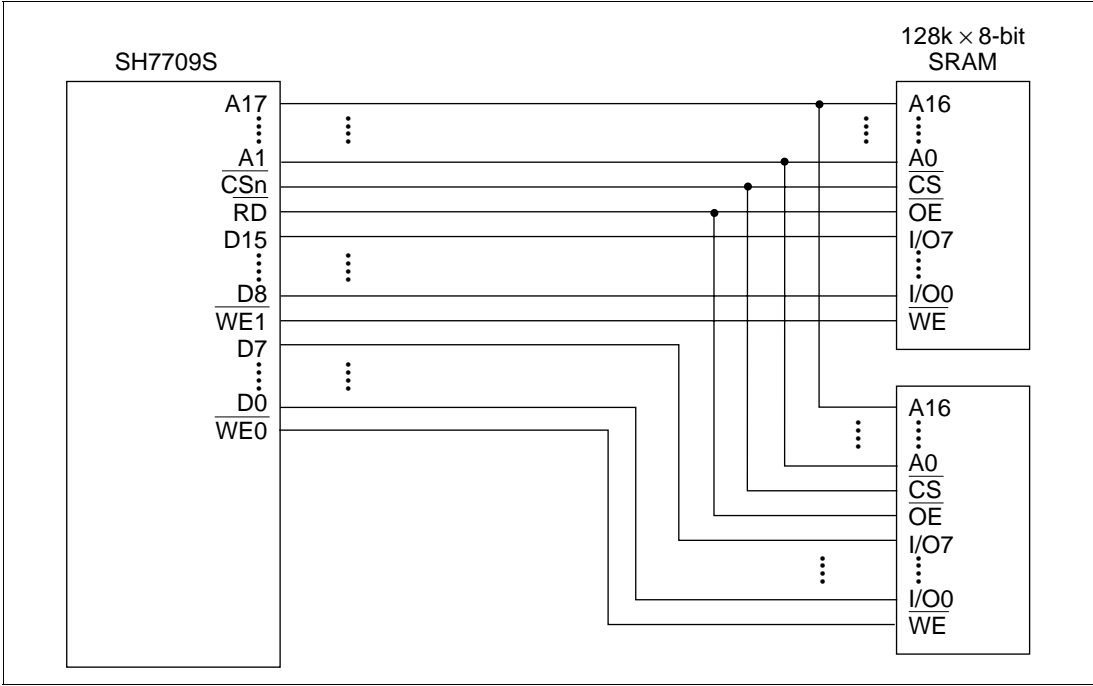 SH7709S
A17
A1
CSn
RD
D15
D8
WE1
D7
D0
WE0
128k × 8-bit
SRAM
A16
A0
CS
OE
I/O7
I/O0
WE
A16
A0
CS
OE
I/O7
I/O0
WE